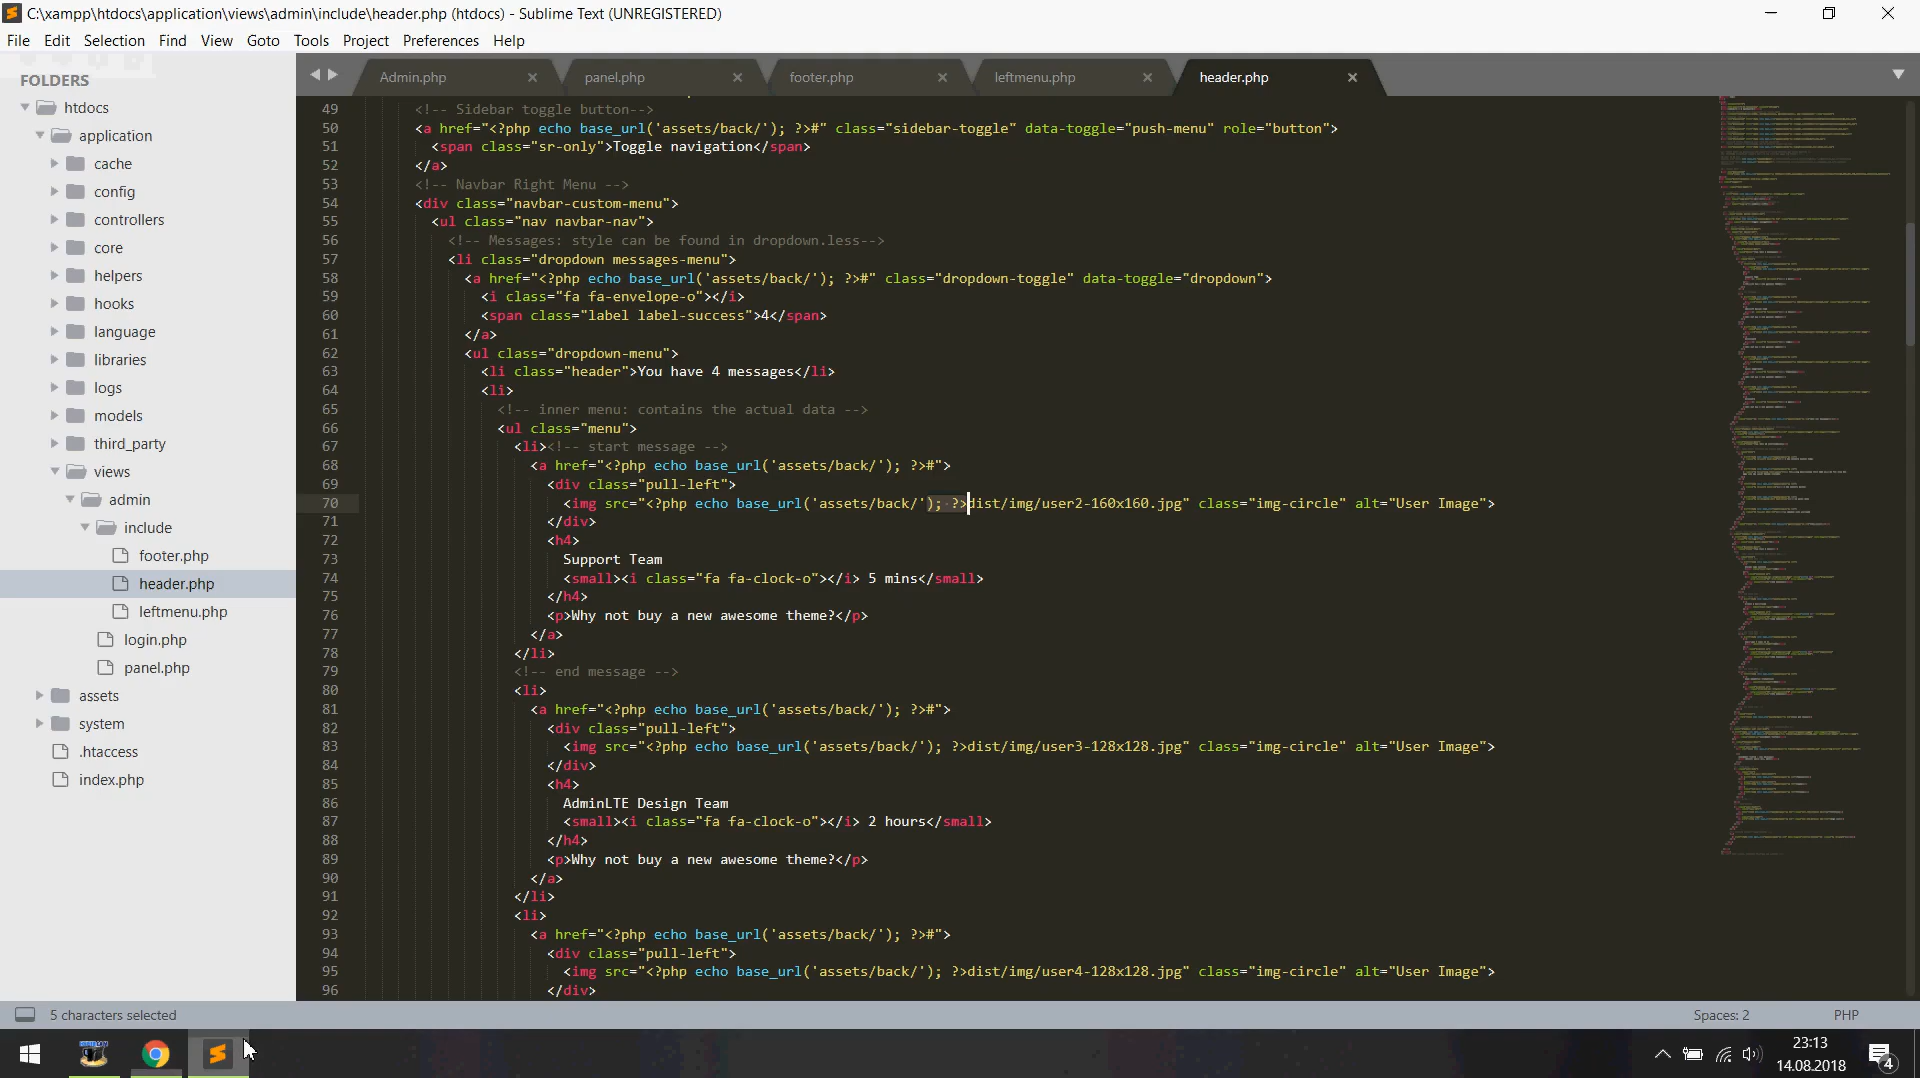 C:\xampp\htdocs\application\views\admin\include\header.php (htdocs) - Sublime Text (UNREGISTERED)
File Edit Selection Find View Goto Tools Project Preferences Help
FOLDERS
htdocs
application
cache
config
controllers
core
helpers
hooks
language
libraries
logs
models
third_party
views
admin
include
footer.php
header.php
leftmenu.php
login.php
panel.php
assets
system
.htaccess
index.php
Admin.php panel.php footer.php leftmenu.php header.php
49 <!-- Sidebar toggle button-->
50 <a href="<?php echo base_url('assets/back/'); ?>#" class="sidebar-toggle" data-toggle="push-menu" role="button">
51 <span class="sr-only">Toggle navigation</span>
52 </a>
53 <!-- Navbar Right Menu -->
54 <div class="navbar-custom-menu">
55 <ul class="nav navbar-nav">
56 <!-- Messages: style can be found in dropdown.less-->
57 <li class="dropdown messages-menu">
58 <a href="<?php echo base_url('assets/back/'); ?>#" class="dropdown-toggle" data-toggle="dropdown">
59 <i class="fa fa-envelope-o"></i>
60 <span class="label label-success">4</span>
61 </a>
62 <ul class="dropdown-menu">
63 <li class="header">You have 4 messages</li>
64 <li>
65 <!-- inner menu: contains the actual data -->
66 <ul class="menu">
67 <li><!-- start message -->
68 <a href="<?php echo base_url('assets/back/'); ?>#">
69 <div class="pull-left">
70 <img src="<?php echo base_url('assets/back/'); ?>dist/img/user2-160x160.jpg" class="img-circle" alt="User Image">
71 </div>
72 <h4>
73 Support Team
74 <small><i class="fa fa-clock-o"></i> 5 mins</small>
75 </h4>
76 <p>Why not buy a new awesome theme?</p>
77 </a>
78 </li>
79 <!-- end message -->
80 <li>
81 <a href="<?php echo base_url('assets/back/'); ?>#">
82 <div class="pull-left">
83 <img src="<?php echo base_url('assets/back/'); ?>dist/img/user3-128x128.jpg" class="img-circle" alt="User Image">
84 </div>
85 <h4>
86 AdminLTE Design Team
87 <small><i class="fa fa-clock-o"></i> 2 hours</small>
88 </h4>
89 <p>Why not buy a new awesome theme?</p>
90 </a>
91 </li>
92 <li>
93 <a href="<?php echo base_url('assets/back/'); ?>#">
94 <div class="pull-left">
95 <img src="<?php echo base_url('assets/back/'); ?>dist/img/user4-128x128.jpg" class="img-circle" alt="User Image">
96 </div>
5 characters selected Spaces: 2 PHP
23:13
14.08.2018
4